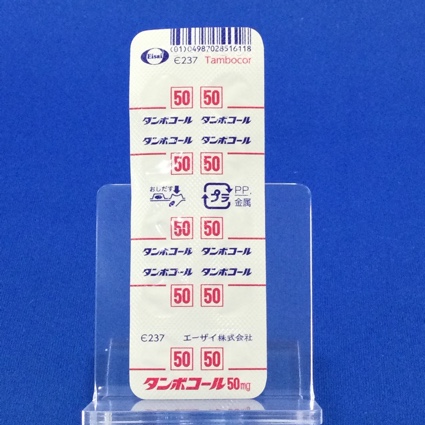 Eisai
(01)04987028516118
Є237 Tambocor
50 50
タンボコール タンボコール
タンボコール タンボコール
50 50
おしだす
プラ
PP,
金属
50 50
タンボコール タンボコール
タンボコール タンボコール
50 50
Є237 エーザイ株式会社
50 50
タンボコール50mg